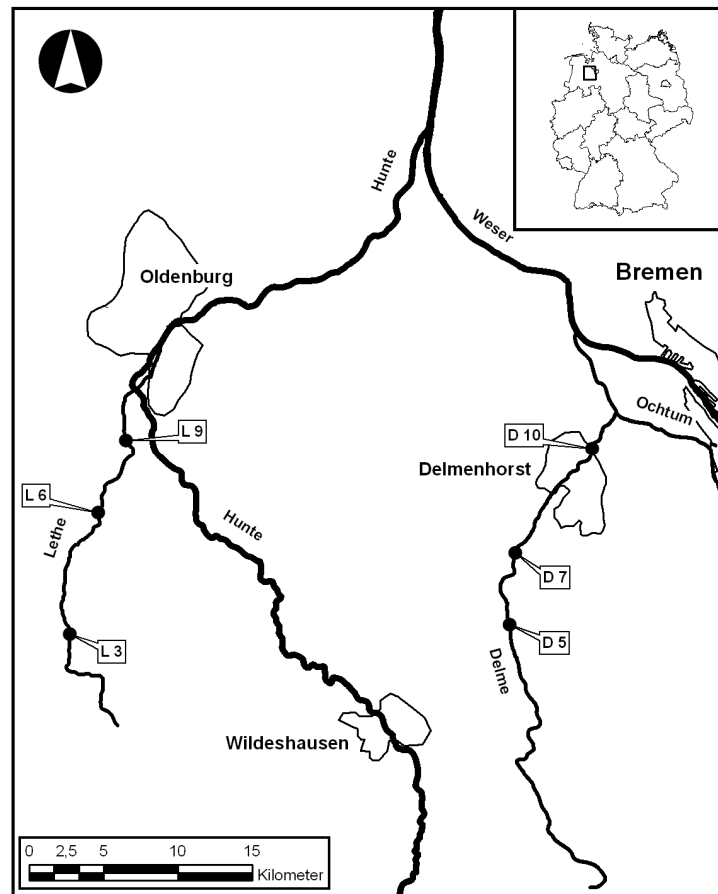 Hunte
Weser
Oldenburg
Bremen
Ochtum
L 9
D 10
Delmenhorst
L 6
Lethe
Hunte
D 7
D 5
L 3
Delme
Wildeshausen
0 2,5 5 10 15
Kilometer